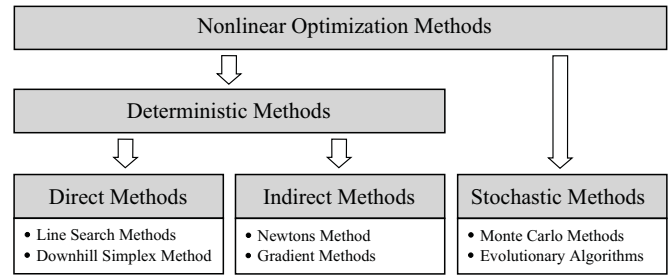 Nonlinear Optimization Methods
Deterministic Methods
Direct Methods
• Line Search Methods
• Downhill Simplex Method
Indirect Methods
• Newtons Method
• Gradient Methods
Stochastic Methods
• Monte Carlo Methods
• Evolutionary Algorithms